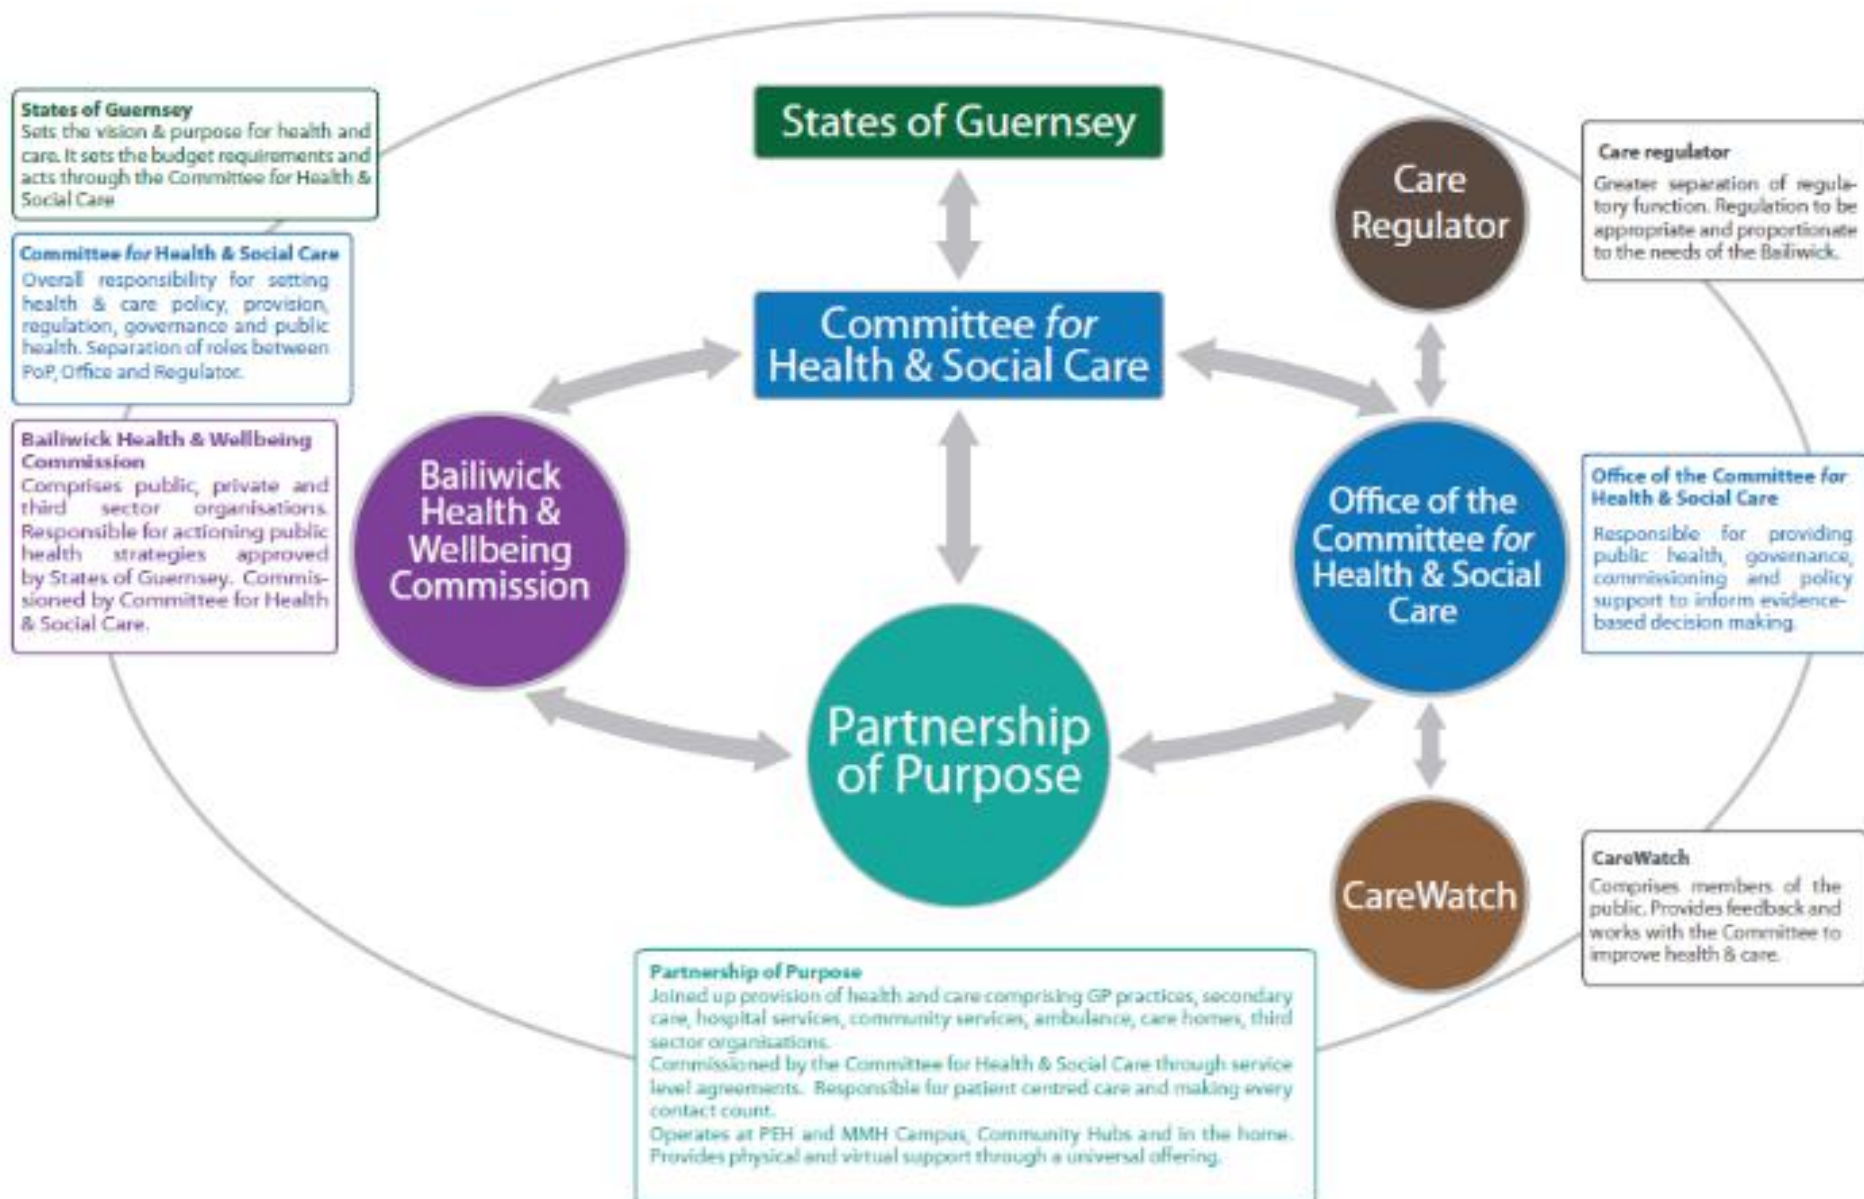 States of Guernsey
Sets the vision & purpose for health and
care. It sets the budget requirements and
acts through the Committee for Health &
Social Care
Committee for Health & Social Care
Overall responsibility for setting
health & care policy, provision,
regulation, governance and public
health. Separation of roles between
PoP, Office and Regulator.
Bailiwick Health & Wellbeing
Commission
Comprises public, private and
third sector organisations.
Responsible for actioning public
health strategies approved
by States of Guernsey. Commis-
sioned by Committee for Health
& Social Care.
States of Guernsey
Committee for
Health & Social Care
Bailiwick
Health &
Wellbeing
Commission
Partnership
of Purpose
Care
Regulator
Office of the
Committee for
Health & Social
Care
CareWatch
Care regulator
Greater separation of regula-
tory function. Regulation to be
appropriate and proportionate
to the needs of the Bailiwick.
Office of the Committee for
Health & Social Care
Responsible for providing
public health, governance,
commissioning and policy
support to inform evidence-
based decision making.
CareWatch
Comprises members of the
public. Provides feedback and
works with the Committee to
improve health & care.
Partnership of Purpose
Joined up provision of health and care comprising GP practices, secondary
care, hospital services, community services, ambulance, care homes, third
sector organisations.
Commissioned by the Committee for Health & Social Care through service
level agreements. Responsible for patient centred care and making every
contact count.
Operates at PEH and MMH Campus, Community Hubs and in the home.
Provides physical and virtual support through a universal offering.